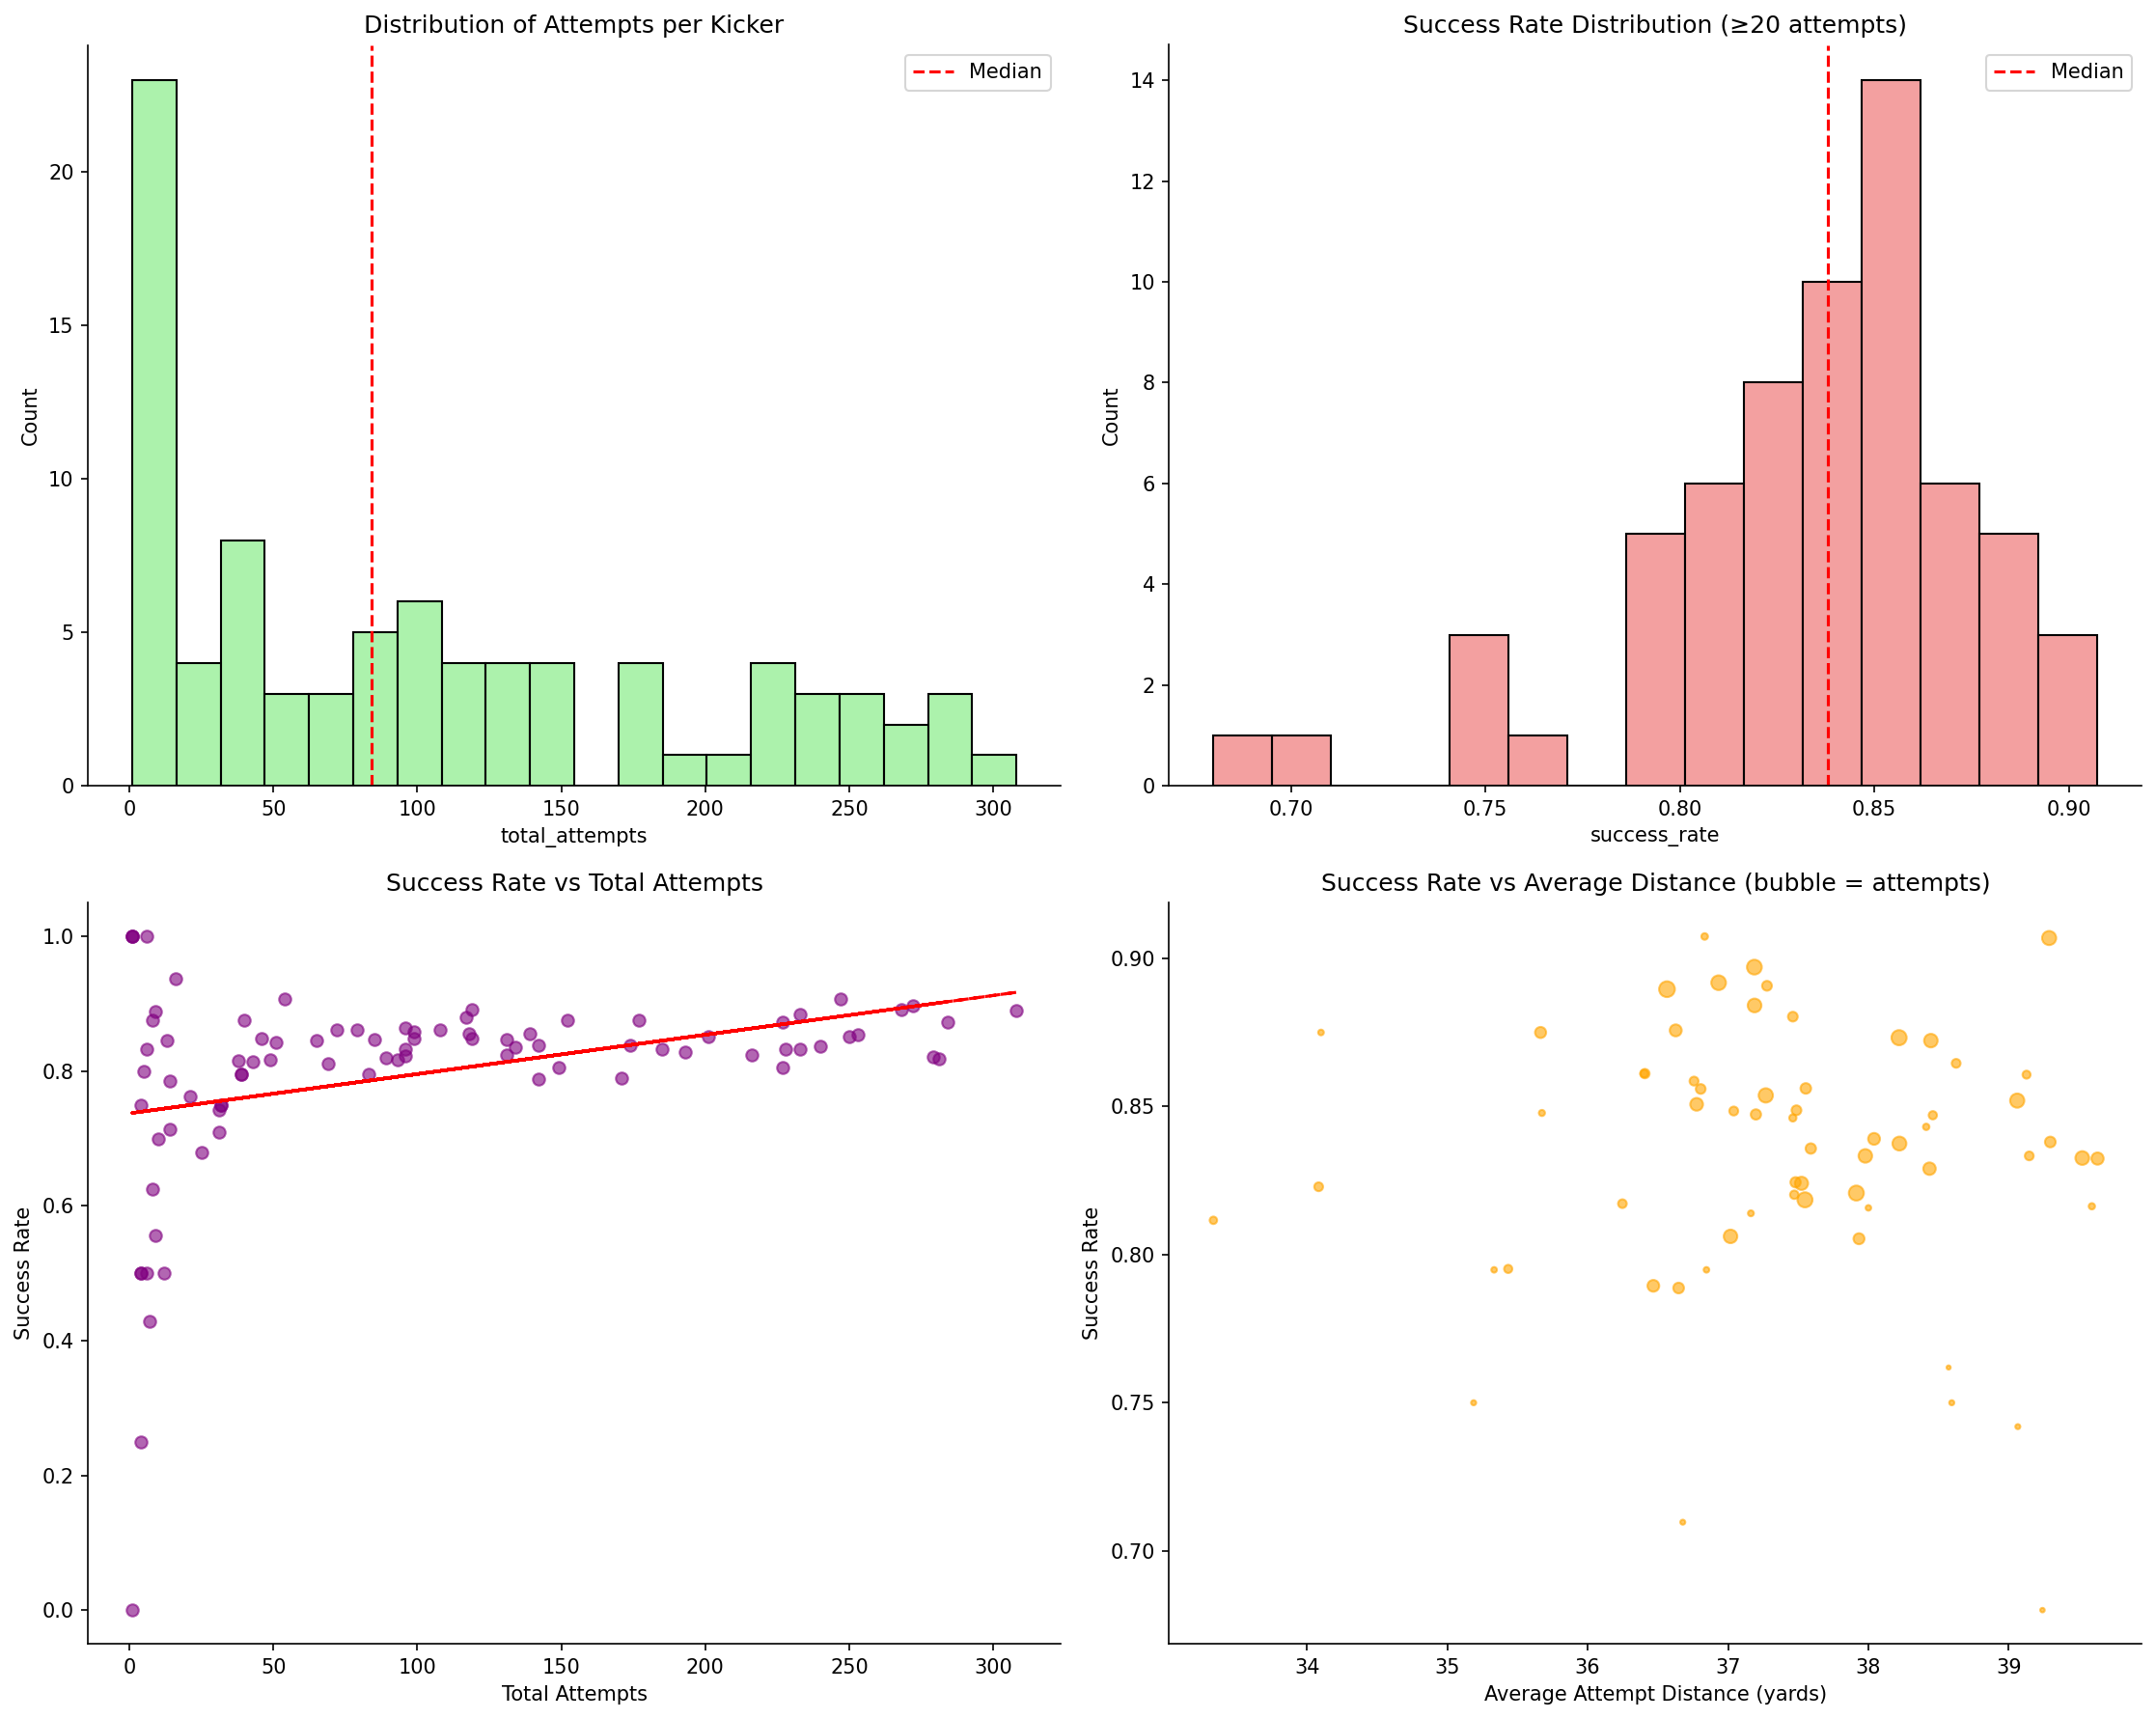 Distribution of Attempts per Kicker
Median
20
15
10
5
0
Count
0 50 100 150 200 250 300
total_attempts
Success Rate Distribution (≥20 attempts)
Median
14
12
10
8
6
4
2
0
Count
0.70 0.75 0.80 0.85 0.90
success_rate
Success Rate vs Total Attempts
1.0
0.8
0.6
0.4
0.2
0.0
Success Rate
0 50 100 150 200 250 300
Total Attempts
Success Rate vs Average Distance (bubble = attempts)
0.90
0.85
0.80
0.75
0.70
Success Rate
34 35 36 37 38 39
Average Attempt Distance (yards)